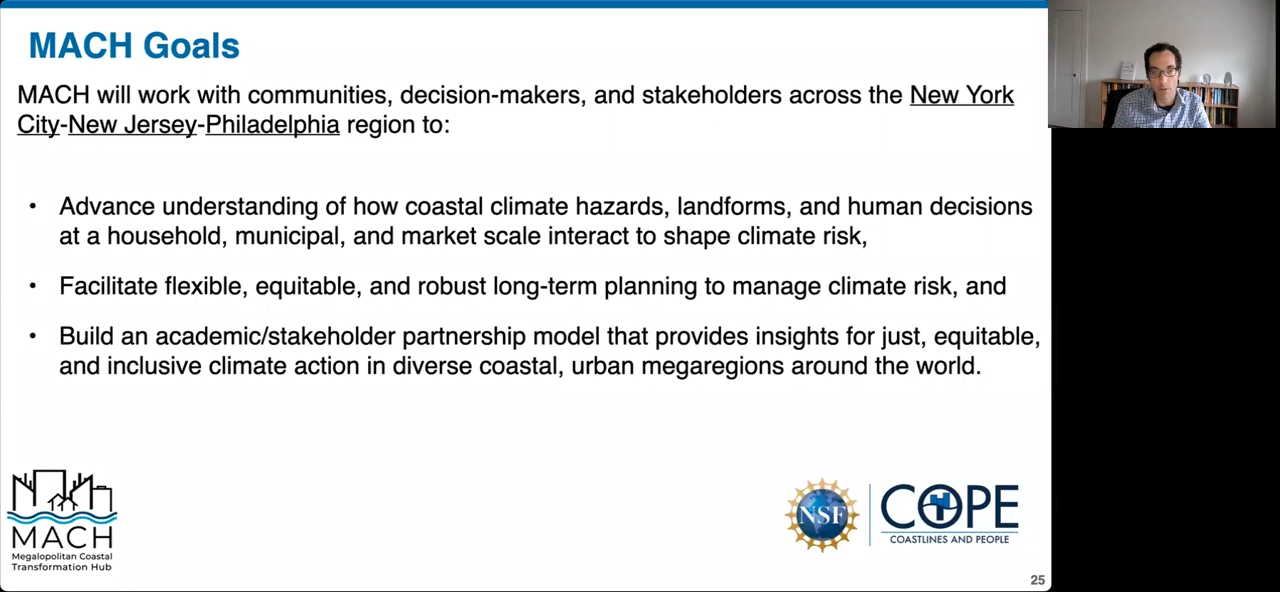 MACH Goals
MACH will work with communities, decision-makers, and stakeholders across the New York
City-New Jersey-Philadelphia region to:
• Advance understanding of how coastal climate hazards, landforms, and human decisions
at a household, municipal, and market scale interact to shape climate risk,
• Facilitate flexible, equitable, and robust long-term planning to manage climate risk, and
• Build an academic/stakeholder partnership model that provides insights for just, equitable,
and inclusive climate action in diverse coastal, urban megaregions around the world.
MACH
Megalopolitan Coastal
Transformation Hub
NSF
COPE
COASTLINES AND PEOPLE
25